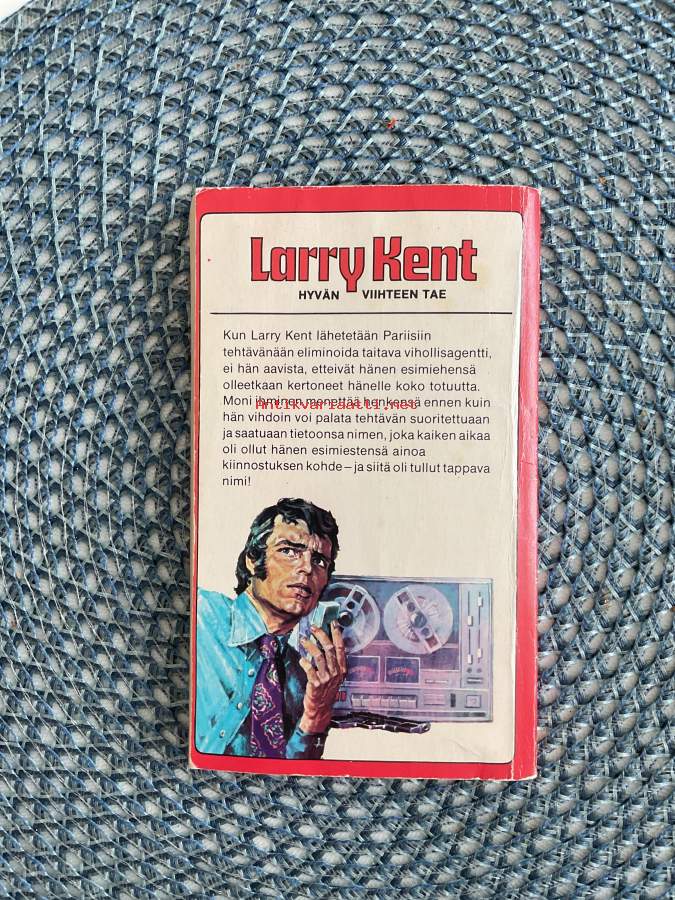 Larry Kent
HYVÄN VIIHTEEN TAE
Kun Larry Kent lähetetään Pariisiin
tehtävänään eliminoida taitava vihollisagentti,
ei hän aavista, etteivät hänen esimiehensä
olleetkaan kertoneet hänelle koko totuutta.
Moni ihminen menettää henkensä ennen kuin
Antikvariaatti.net
hän vihdoin voi palata tehtävän suoritettuaan
ja saatuaan tietoonsa nimen, joka kaiken aikaa
oli ollut hänen esimiestensä ainoa
kiinnostuksen kohde – ja siitä oli tullut tappava
nimi!